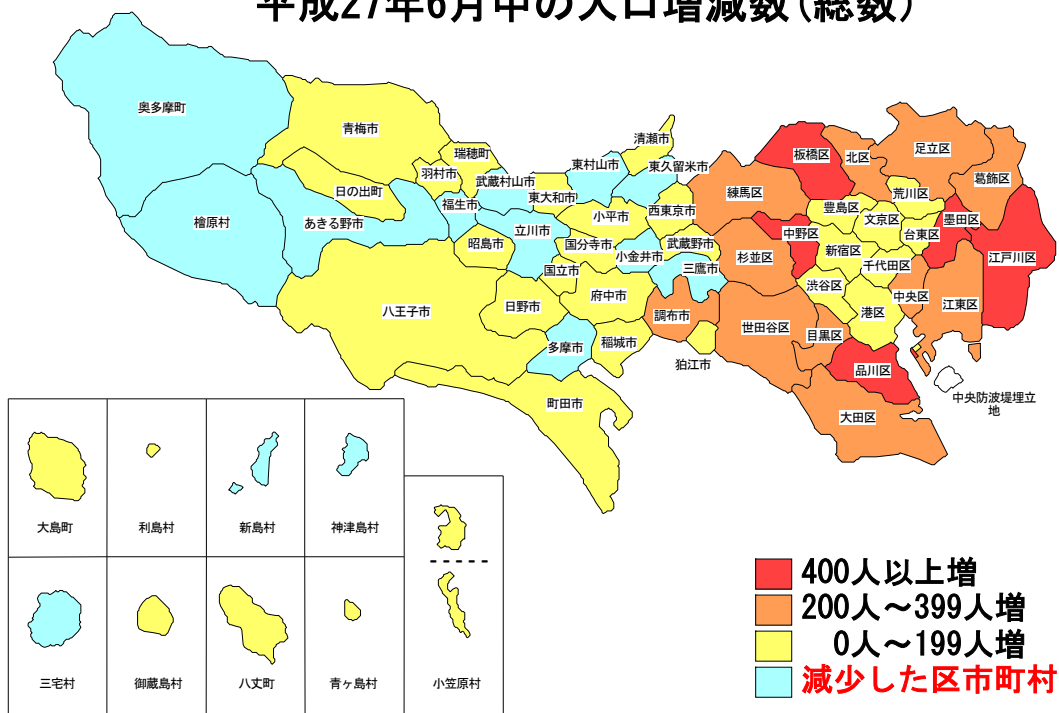 平成27年6月中の人口増減数(総数)
奥多摩町
青梅市
瑞穂町
清瀬市
板橋区
北区
足立区
葛飾区
日の出町
羽村市
武蔵村山市
東村山市
東久留米市
練馬区
荒川区
檜原村
あきる野市
福生市
東大和市
小平市
西東京市
豊島区
文京区
台東区
墨田区
昭島市
立川市
国分寺市
小金井市
武蔵野市
中野区
新宿区
江戸川区
国立市
三鷹市
杉並区
千代田区
八王子市
日野市
府中市
調布市
渋谷区
中央区
江東区
多摩市
稲城市
狛江市
世田谷区
目黒区
港区
品川区
町田市
大田区
中央防波堤埋立
地
大島町
利島村
新島村
神津島村
三宅村
御蔵島村
八丈町
青ヶ島村
小笠原村
400人以上増
200人～399人増
0人～199人増
減少した区市町村